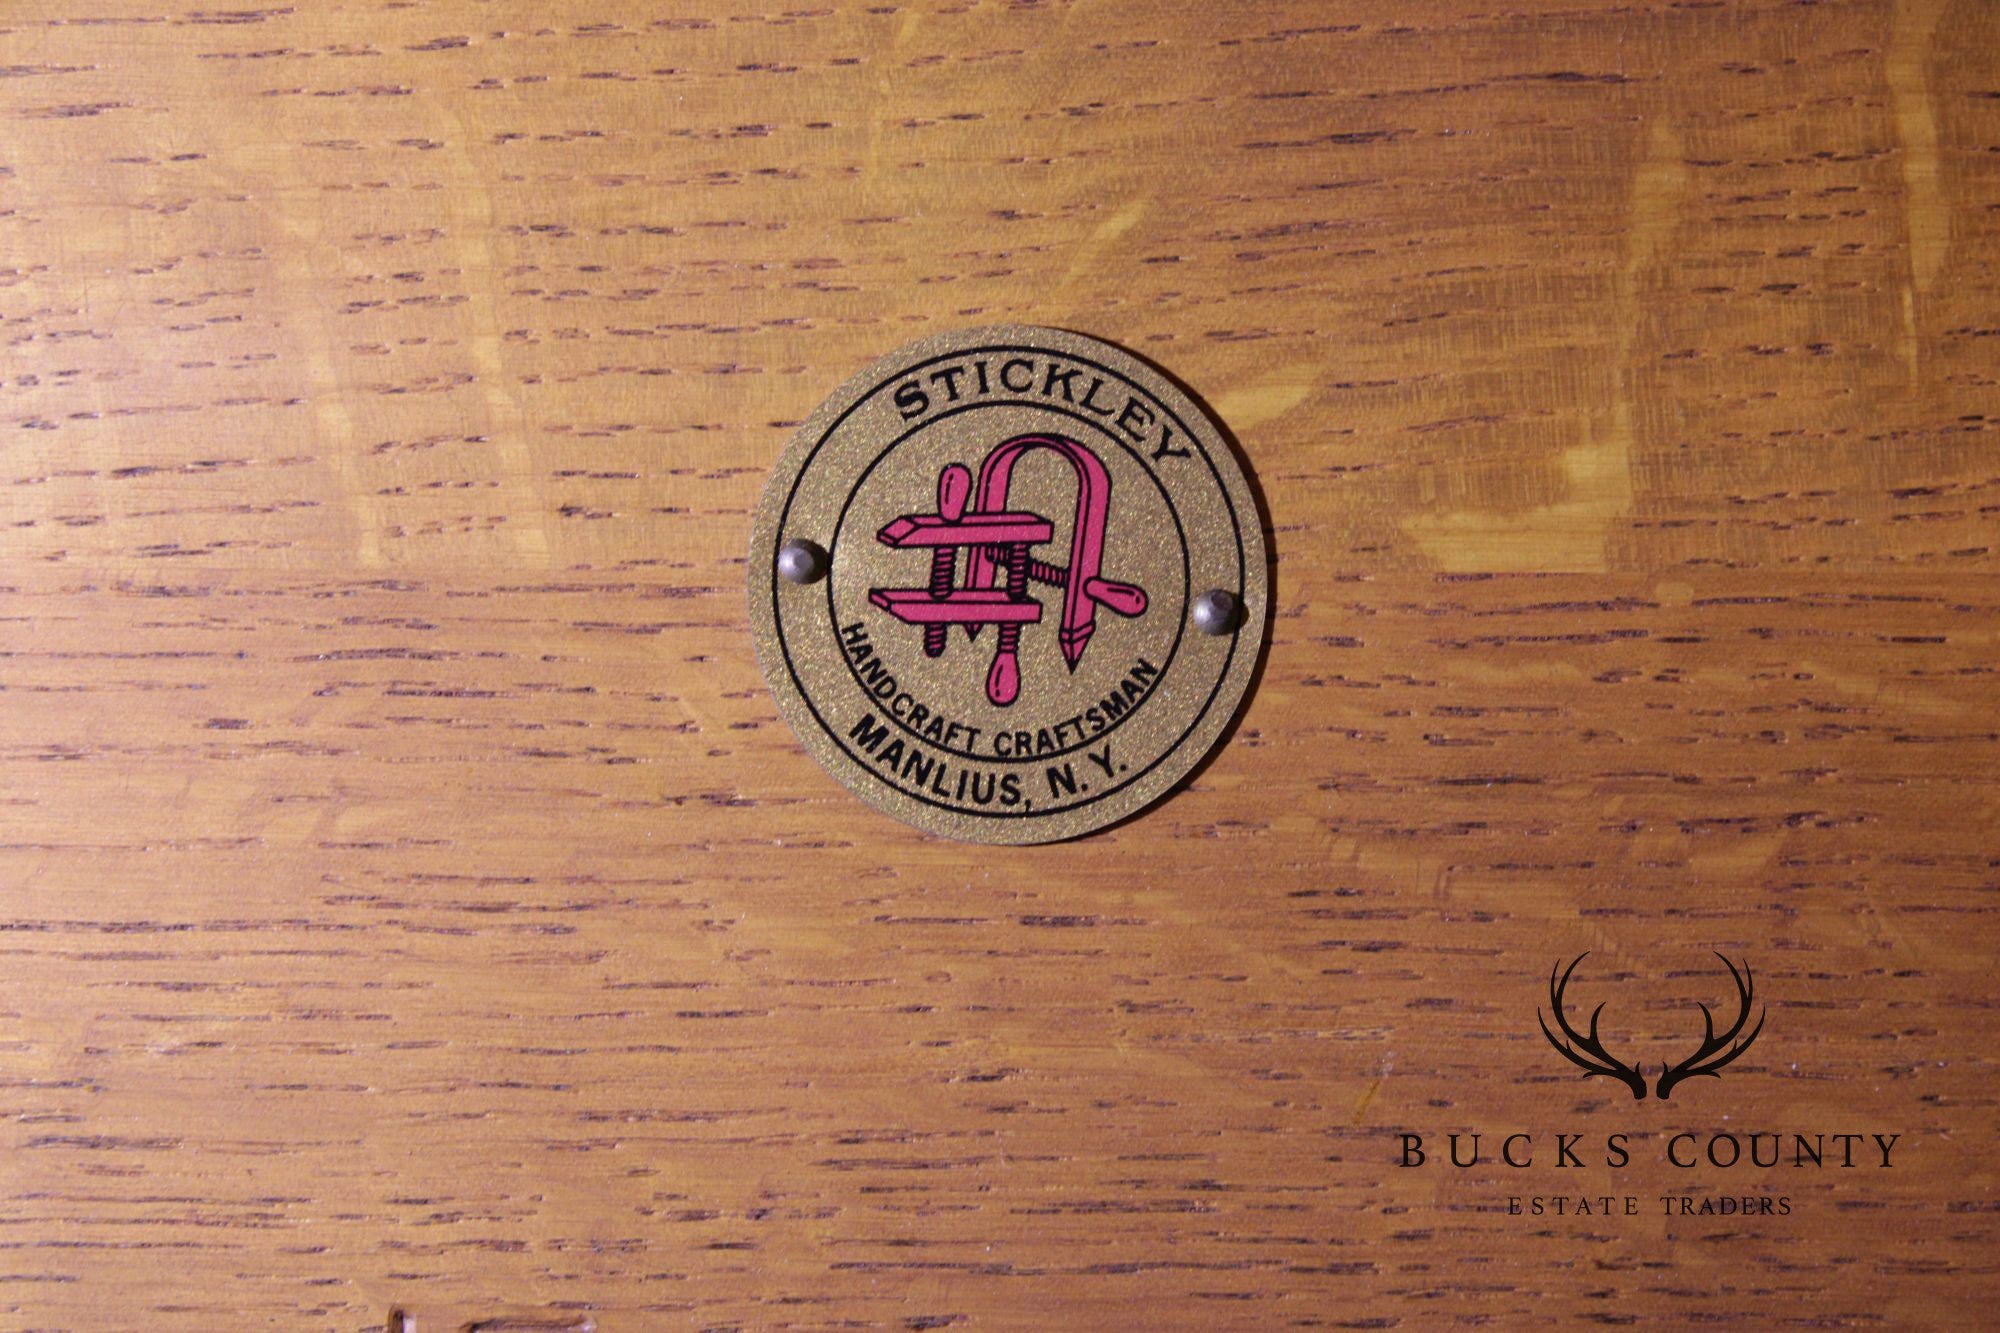 STICKLEY
HANDCRAFT CRAFTSMAN
MANLIUS, N. Y.
BUCKS COUNTY
ESTATE TRADERS